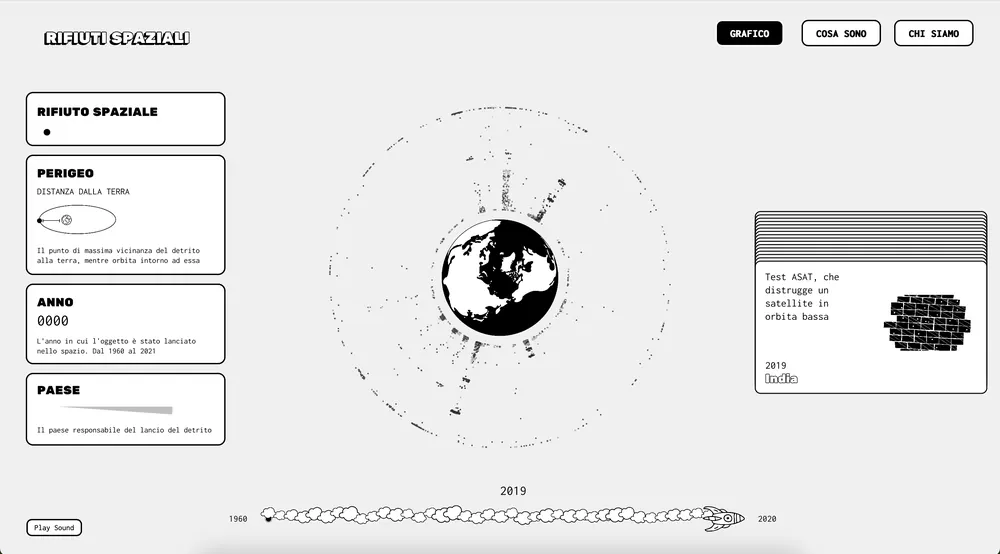 RIFIUTI SPAZIALI
GRAFICO
COSA SONO
CHI SIAMO
RIFIUTO SPAZIALE
PERIGEO
DISTANZA DALLA TERRA
Il punto di massima vicinanza del detrito
alla terra, mentre orbita intorno ad essa
ANNO
0000
L'anno in cui l'oggetto è stato lanciato
nello spazio. Dal 1960 al 2021
PAESE
Il paese responsabile del lancio del detrito
Test ASAT, che
distrugge un
satellite in
orbita bassa
2019
India
2019
1960
2020
Play Sound